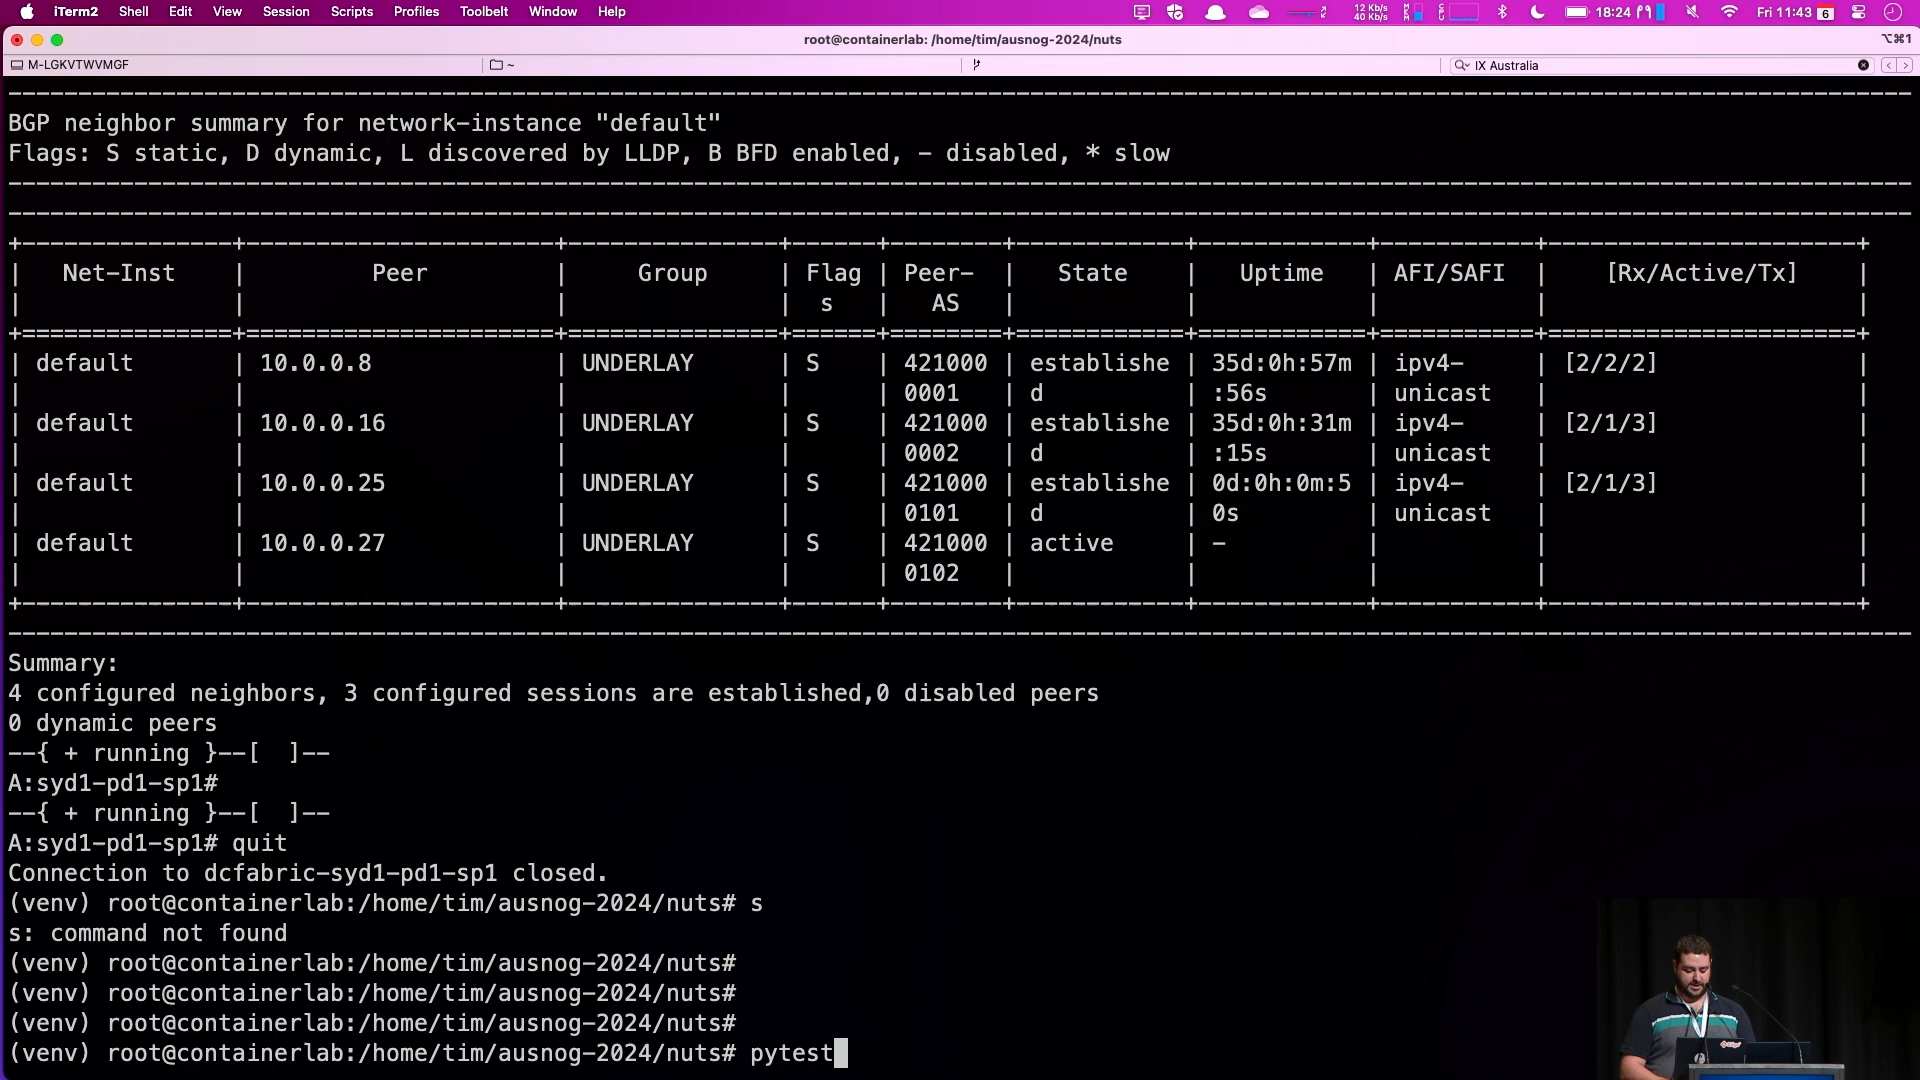 iTerm2 Shell Edit View Session Scripts Profiles Toolbelt Window Help 12 Kb/s 40 Kb/s 18:24 Fri 11:43 6
root@containerlab: /home/tim/ausnog-2024/nuts ⌥⌘1
M-LGKVTWVMGF ~ IX Australia
BGP neighbor summary for network-instance "default"
Flags: S static, D dynamic, L discovered by LLDP, B BFD enabled, - disabled, * slow
+---------------+----------------------+---------------+------+--------+------------+------------+-----------+----------------------+
| Net-Inst | Peer | Group | Flag | Peer- | State | Uptime | AFI/SAFI | [Rx/Active/Tx] |
| | | | s | AS | | | | |
+===============+======================+===============+======+========+============+============+===========+======================+
| default | 10.0.0.8 | UNDERLAY | S | 421000 | establishe | 35d:0h:57m | ipv4- | [2/2/2] |
| | | | | 0001 | d | :56s | unicast | |
| default | 10.0.0.16 | UNDERLAY | S | 421000 | establishe | 35d:0h:31m | ipv4- | [2/1/3] |
| | | | | 0002 | d | :15s | unicast | |
| default | 10.0.0.25 | UNDERLAY | S | 421000 | establishe | 0d:0h:0m:5 | ipv4- | [2/1/3] |
| | | | | 0101 | d | 0s | unicast | |
| default | 10.0.0.27 | UNDERLAY | S | 421000 | active | - | | |
| | | | | 0102 | | | | |
+---------------+----------------------+---------------+------+--------+------------+------------+-----------+----------------------+
Summary:
4 configured neighbors, 3 configured sessions are established,0 disabled peers
0 dynamic peers
--{ + running }--[  ]--
A:syd1-pd1-sp1#
--{ + running }--[  ]--
A:syd1-pd1-sp1# quit
Connection to dcfabric-syd1-pd1-sp1 closed.
(venv) root@containerlab:/home/tim/ausnog-2024/nuts# s
s: command not found
(venv) root@containerlab:/home/tim/ausnog-2024/nuts#
(venv) root@containerlab:/home/tim/ausnog-2024/nuts#
(venv) root@containerlab:/home/tim/ausnog-2024/nuts#
(venv) root@containerlab:/home/tim/ausnog-2024/nuts# pytest